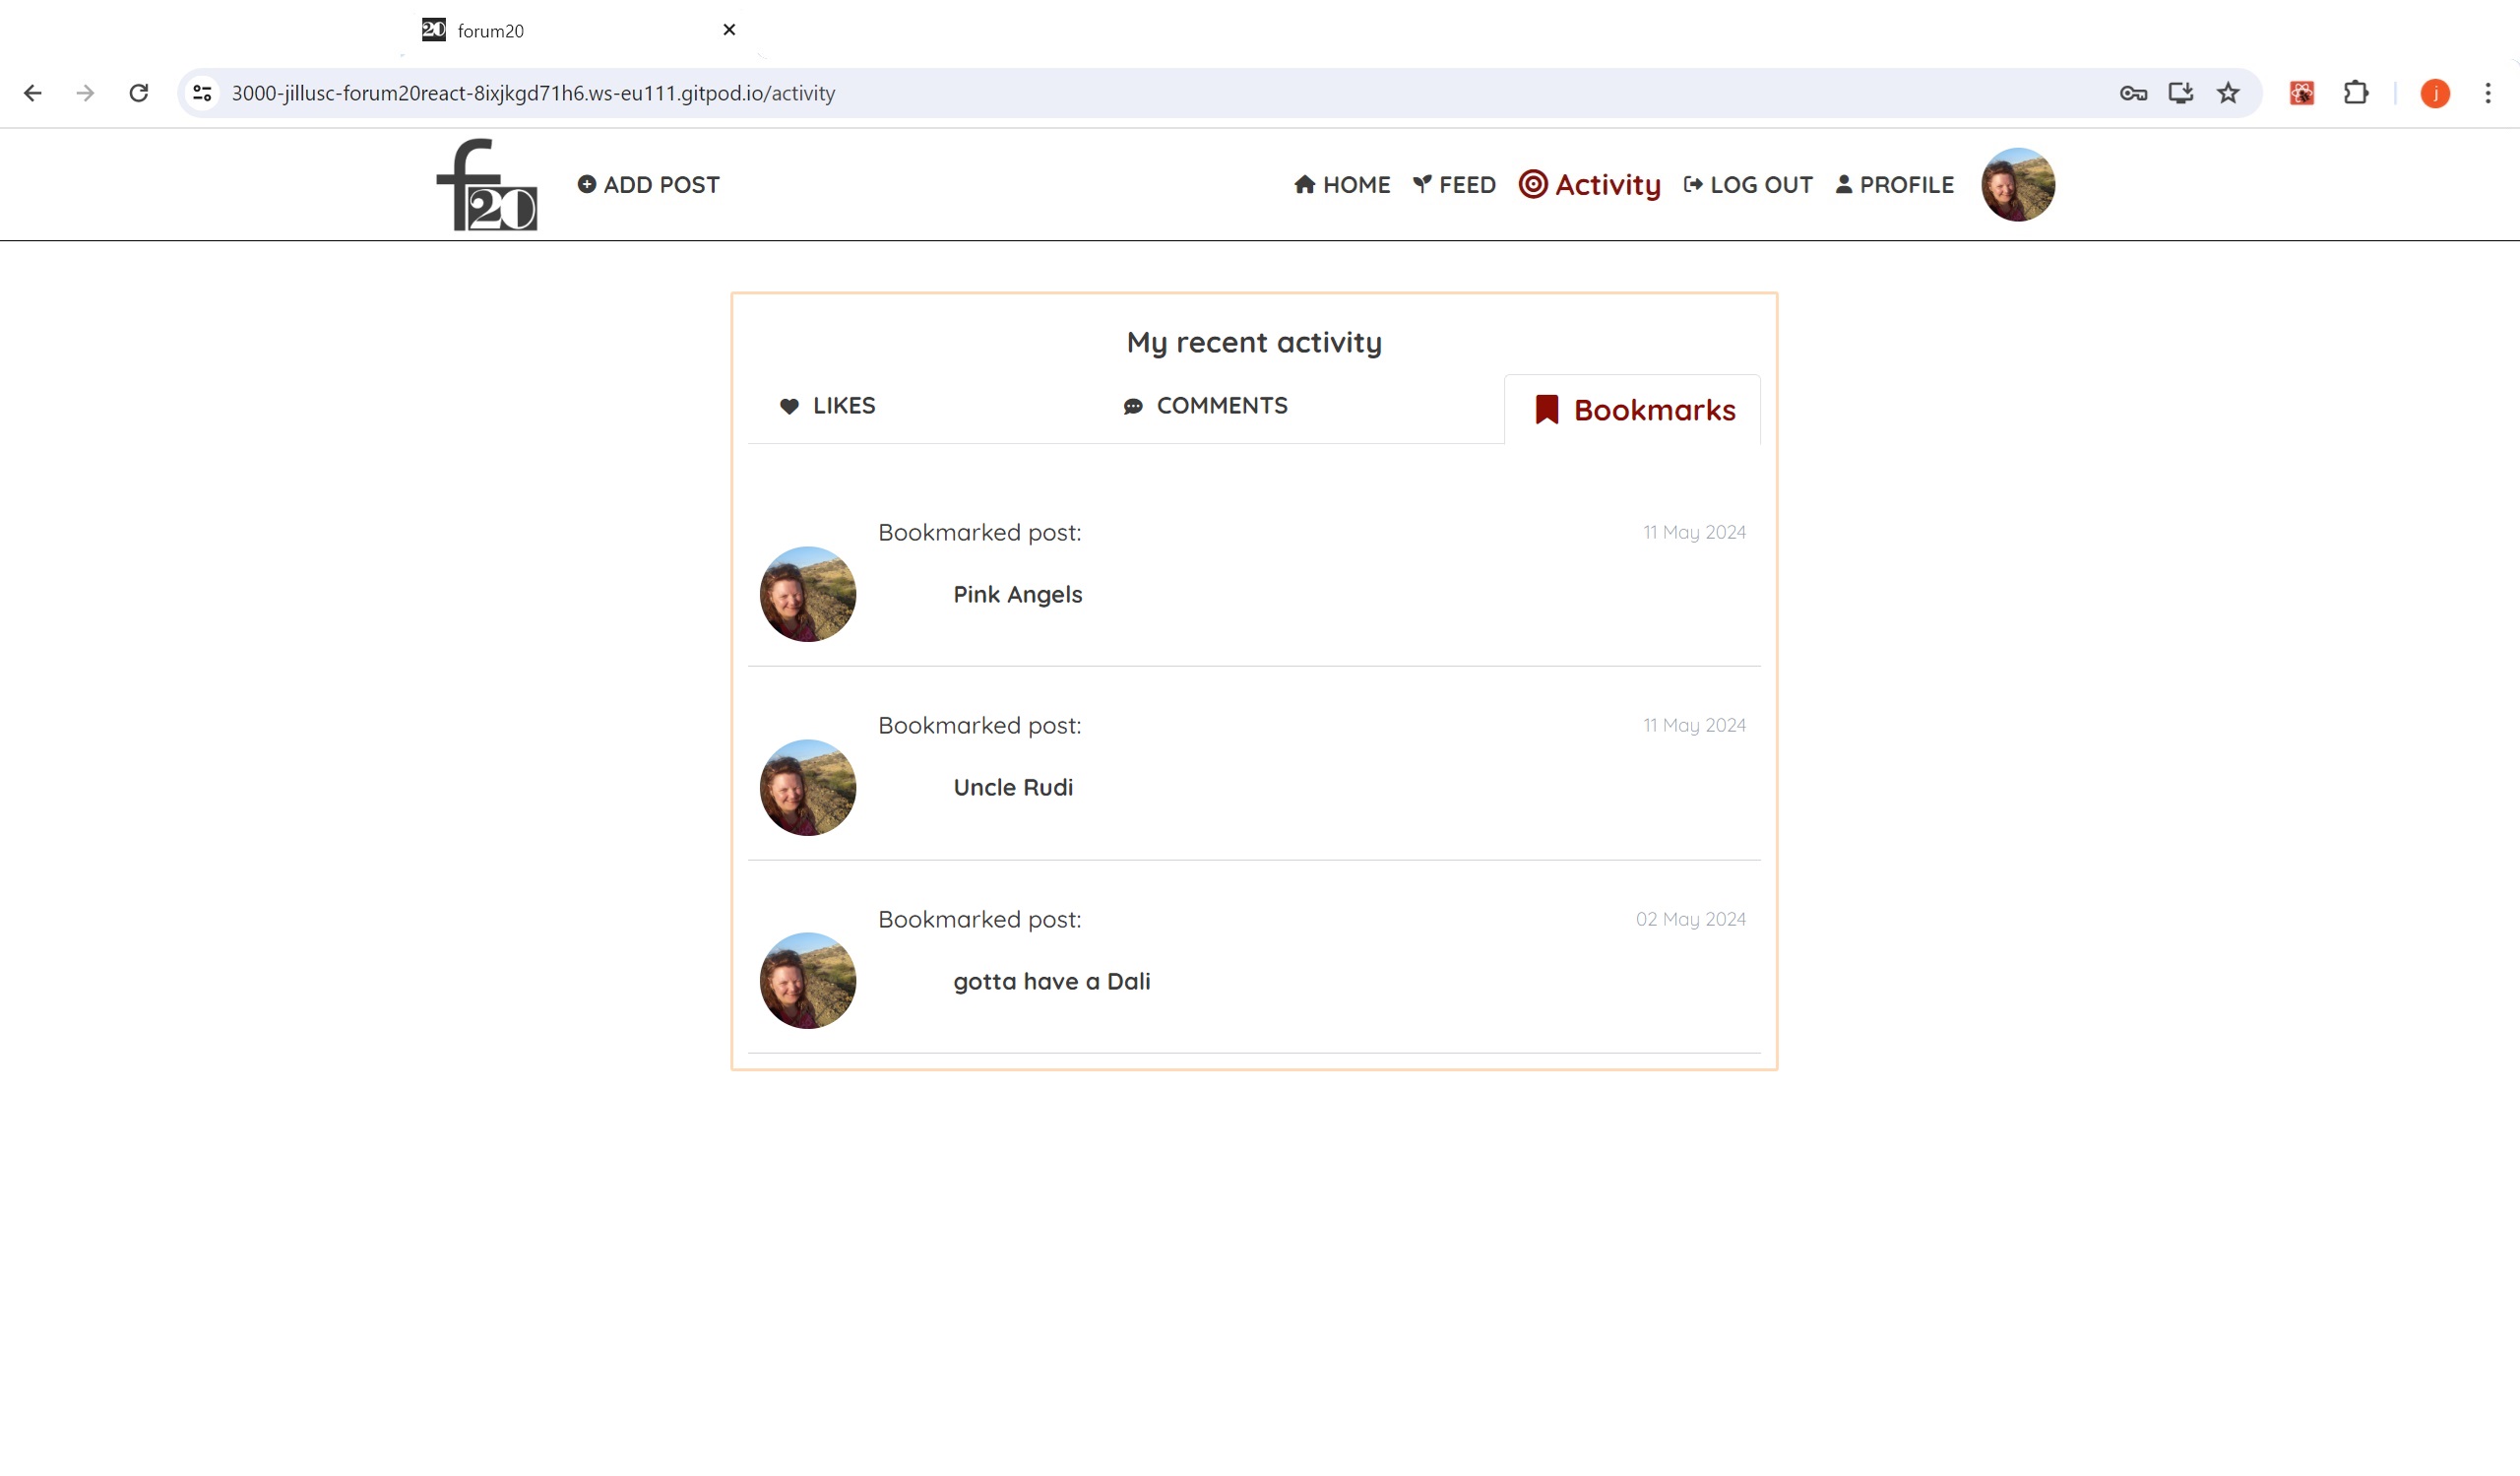 20 forum20
3000-jillusc-forum20react-8ixjkgd71h6.ws-eu111.gitpod.io/activity
j
f20
ADD POST
HOME
FEED
Activity
LOG OUT
PROFILE
My recent activity
LIKES
COMMENTS
Bookmarks
Bookmarked post:
11 May 2024
Pink Angels
Bookmarked post:
11 May 2024
Uncle Rudi
Bookmarked post:
02 May 2024
gotta have a Dali